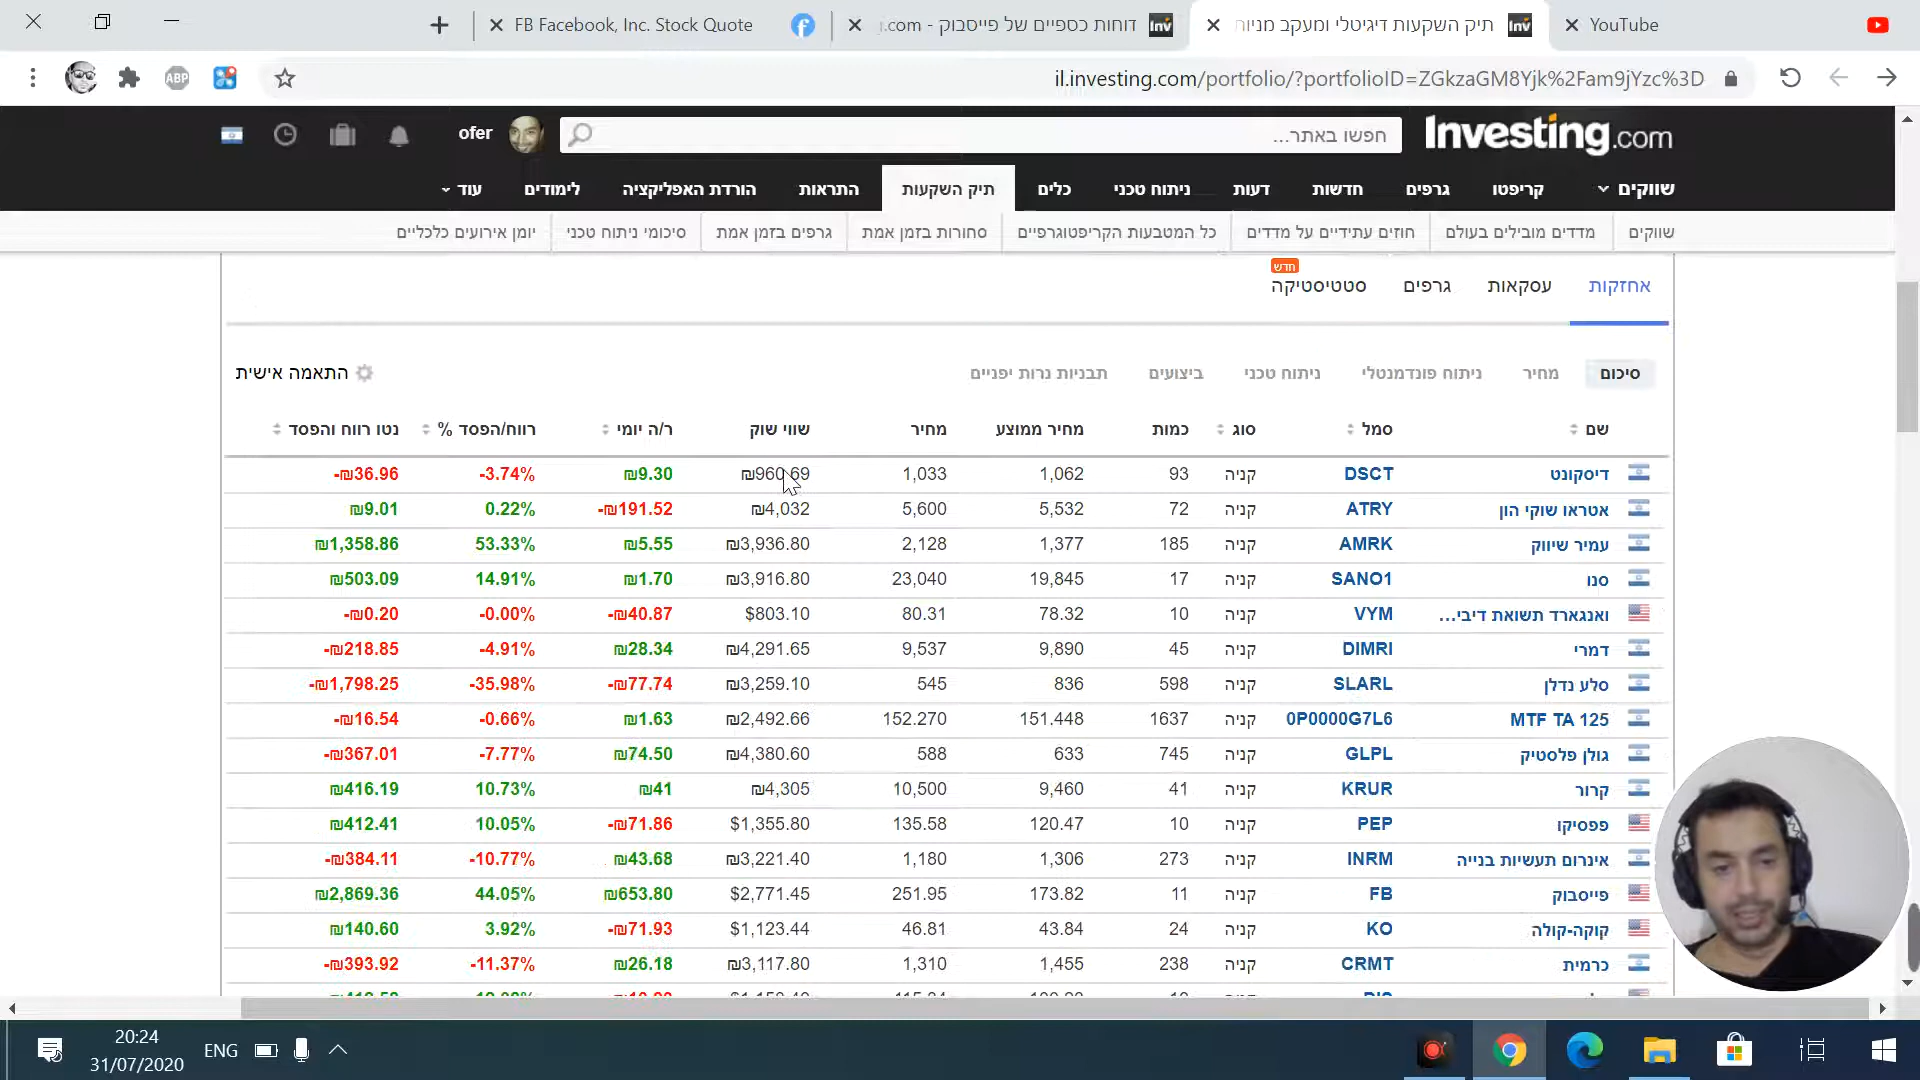 YouTube
תיק השקעות דיגיטלי ומעקב מניות
דוחות כספיים של פייסבוק - .com
FB Facebook, Inc. Stock Quote
il.investing.com/portfolio/?portfolioID=ZGkzaGM8Yjk%2Fam9jYzc%3D
ABP
Investing.com
חפשו באתר...
ofer
שווקים קריפטו גרפים חדשות דעות ניתוח טכני כלים תיק השקעות התראות הורדת האפליקציה לימודים עוד
שווקים מדדים מובילים בעולם חוזים עתידיים על מדדים כל המטבעות הקריפטוגרפיים סחורות בזמן אמת גרפים בזמן אמת סיכומי ניתוח טכני יומן אירועים כלכליים
חדש
אחזקות עסקאות גרפים סטטיסטיקה
סיכום מחיר ניתוח פונדמנטלי ניתוח טכני ביצועים תבניות נרות יפניים התאמה אישית
שם סמל סוג כמות מחיר ממוצע מחיר שווי שוק ר/ה יומי רווח/הפסד % נטו רווח והפסד
דיסקונט DSCT קניה 93 1,062 1,033 ₪960.69 ₪9.30 -3.74% -₪36.96
אטראו שוקי הון ATRY קניה 72 5,532 5,600 ₪4,032 -₪191.52 0.22% ₪9.01
עמיר שיווק AMRK קניה 185 1,377 2,128 ₪3,936.80 ₪5.55 53.33% ₪1,358.86
סנו SANO1 קניה 17 19,845 23,040 ₪3,916.80 ₪1.70 14.91% ₪503.09
ואנגארד תשואת דיבי... VYM קניה 10 78.32 80.31 $803.10 -₪40.87 -0.00% -₪0.20
דמרי DIMRI קניה 45 9,890 9,537 ₪4,291.65 ₪28.34 -4.91% -₪218.85
סלע נדלן SLARL קניה 598 836 545 ₪3,259.10 -₪77.74 -35.98% -₪1,798.25
MTF TA 125 0P0000G7L6 קניה 1637 151.448 152.270 ₪2,492.66 ₪1.63 -0.66% -₪16.54
גולן פלסטיק GLPL קניה 745 633 588 ₪4,380.60 ₪74.50 -7.77% -₪367.01
קרור KRUR קניה 41 9,460 10,500 ₪4,305 ₪41 10.73% ₪416.19
פפסיקו PEP קניה 10 120.47 135.58 $1,355.80 -₪71.86 10.05% ₪412.41
אינרום תעשיות בנייה INRM קניה 273 1,306 1,180 ₪3,221.40 ₪43.68 -10.77% -₪384.11
פייסבוק FB קניה 11 173.82 251.95 $2,771.45 ₪653.80 44.05% ₪2,869.36
קוקה-קולה KO קניה 24 43.84 46.81 $1,123.44 -₪71.93 3.92% ₪140.60
כרמית CRMT קניה 238 1,455 1,310 ₪3,117.80 ₪26.18 -11.37% -₪393.92
20:24
ENG
31/07/2020